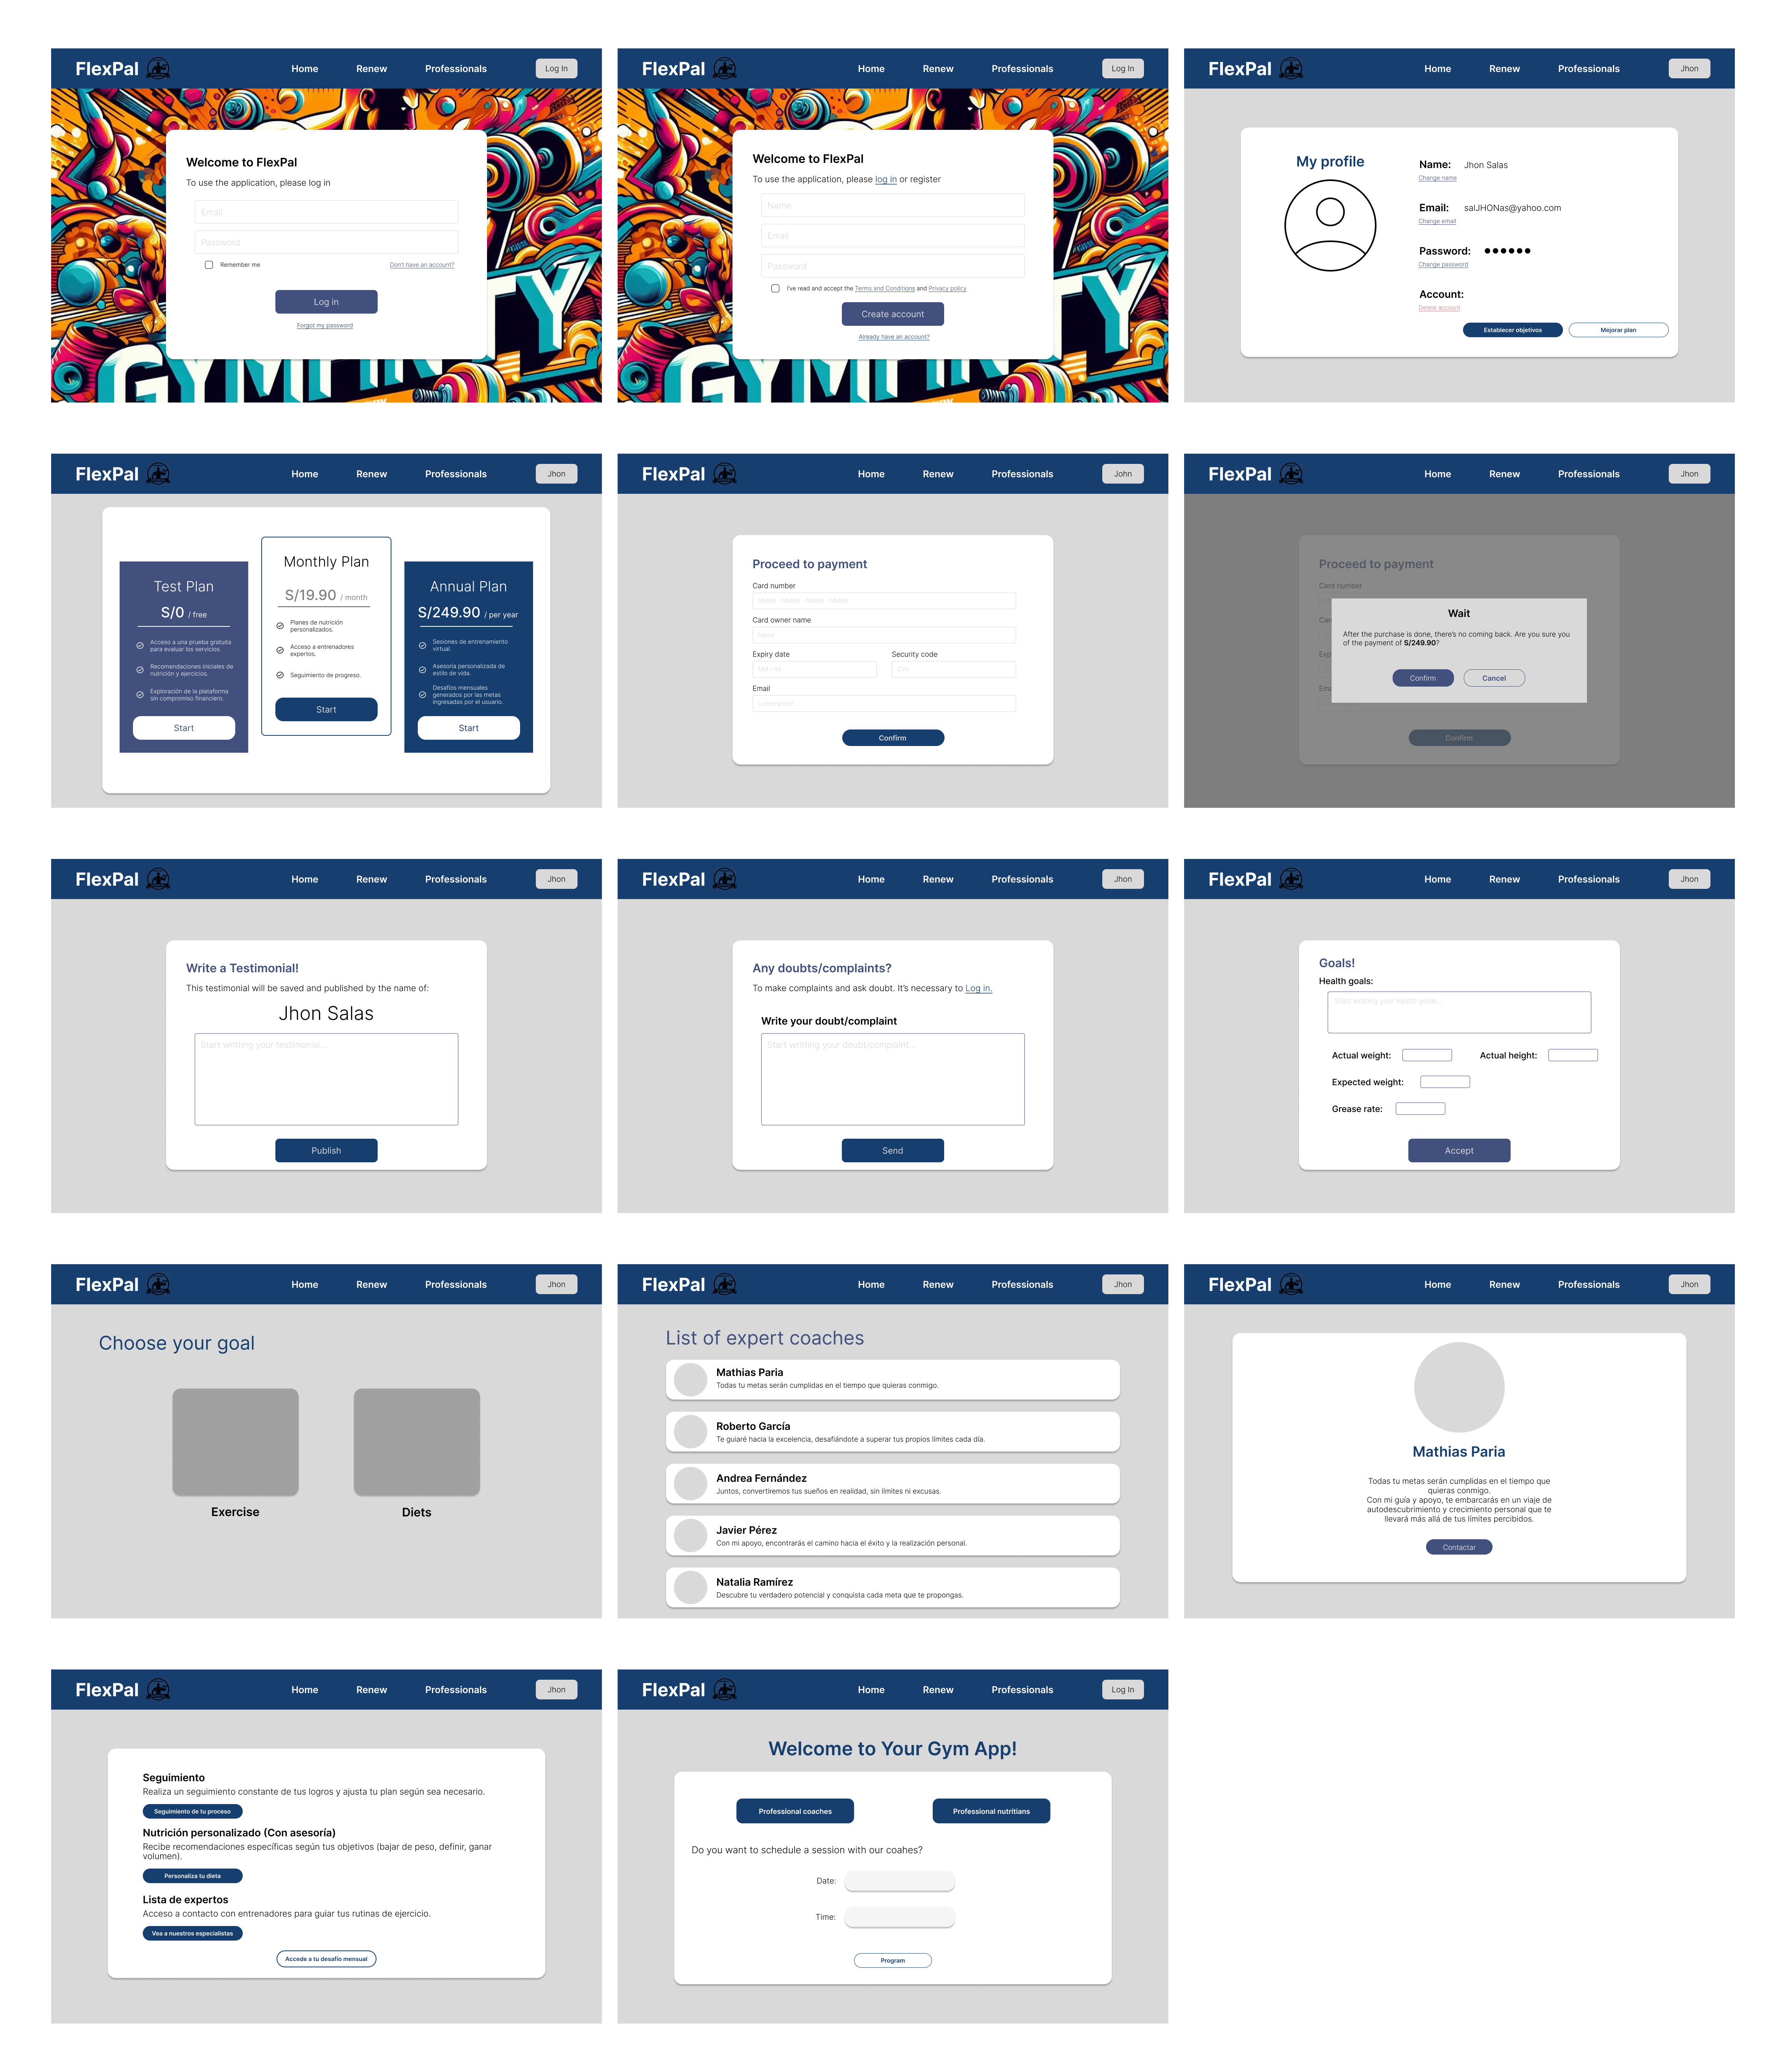 FlexPal
Home
Renew
Professionals
Log In
Welcome to FlexPal
To use the application, please log in
Email
Password
Remember me
Don't have an account?
Log in
Forgot my password
FlexPal
Home
Renew
Professionals
Log In
Welcome to FlexPal
To use the application, please log in or register
Name
Email
Password
I've read and accept the Terms and Conditions and Privacy policy
Create account
Already have an account?
FlexPal
Home
Renew
Professionals
Jhon
My profile
Name: Jhon Salas
Change name
Email: salJHONas@yahoo.com
Change email
Password: ●●●●●●
Change password
Account:
Delete account
Establecer objetivos
Mejorar plan
FlexPal
Home
Renew
Professionals
Jhon
Test Plan
S/0 / free
Acceso a una prueba gratuita
para evaluar los servicios.
Recomendaciones iniciales de
nutrición y ejercicios.
Exploración de la plataforma
sin compromiso financiero.
Start
Monthly Plan
S/19.90 / month
Planes de nutrición
personalizados.
Acceso a entrenadores
expertos.
Seguimiento de progreso.
Start
Annual Plan
S/249.90 / per year
Sesiones de entrenamiento
virtual.
Asesoría personalizada de
estilo de vida.
Desafíos mensuales
generados por las metas
ingresadas por el usuario.
Start
FlexPal
Home
Renew
Professionals
John
Proceed to payment
Card number
Card owner name
Name
Expiry date
Security code
MM / AA
CVV
Email
Lorem ipsum
Confirm
FlexPal
Home
Renew
Professionals
Jhon
Proceed to payment
Card number
Wait
After the purchase is done, there's no coming back. Are you sure you
of the payment of S/249.90?
Confirm
Cancel
Confirm
FlexPal
Home
Renew
Professionals
Jhon
Write a Testimonial!
This testimonial will be saved and published by the name of:
Jhon Salas
Start writting your testimonial...
Publish
FlexPal
Home
Renew
Professionals
Jhon
Any doubts/complaints?
To make complaints and ask doubt. It's necessary to Log in.
Write your doubt/complaint
Start writting your doubt/complaint...
Send
FlexPal
Home
Renew
Professionals
Jhon
Goals!
Health goals:
Start writting your health goals...
Actual weight:
Actual height:
Expected weight:
Grease rate:
Accept
FlexPal
Home
Renew
Professionals
Jhon
Choose your goal
Exercise
Diets
FlexPal
Home
Renew
Professionals
Jhon
List of expert coaches
Mathias Paria
Todas tu metas serán cumplidas en el tiempo que quieras conmigo.
Roberto García
Te guiaré hacia la excelencia, desafiándote a superar tus propios límites cada día.
Andrea Fernández
Juntos, convertiremos tus sueños en realidad, sin límites ni excusas.
Javier Pérez
Con mi apoyo, encontrarás el camino hacia el éxito y la realización personal.
Natalia Ramírez
Descubre tu verdadero potencial y conquista cada meta que te propongas.
FlexPal
Home
Renew
Professionals
Jhon
Mathias Paria
Todas tu metas serán cumplidas en el tiempo que
quieras conmigo.
Con mi guía y apoyo, te embarcarás en un viaje de
autodescubrimiento y crecimiento personal que te
llevará más allá de tus límites percibidos.
Contactar
FlexPal
Home
Renew
Professionals
Jhon
Seguimiento
Realiza un seguimiento constante de tus logros y ajusta tu plan según sea necesario.
Seguimiento de tu proceso
Nutrición personalizado (Con asesoría)
Recibe recomendaciones específicas según tus objetivos (bajar de peso, definir, ganar
volumen).
Personaliza tu dieta
Lista de expertos
Acceso a contacto con entrenadores para guiar tus rutinas de ejercicio.
Vea a nuestros especialistas
Accede a tu desafío mensual
FlexPal
Home
Renew
Professionals
Log In
Welcome to Your Gym App!
Professional coaches
Professional nutritians
Do you want to schedule a session with our coahes?
Date:
Time:
Program